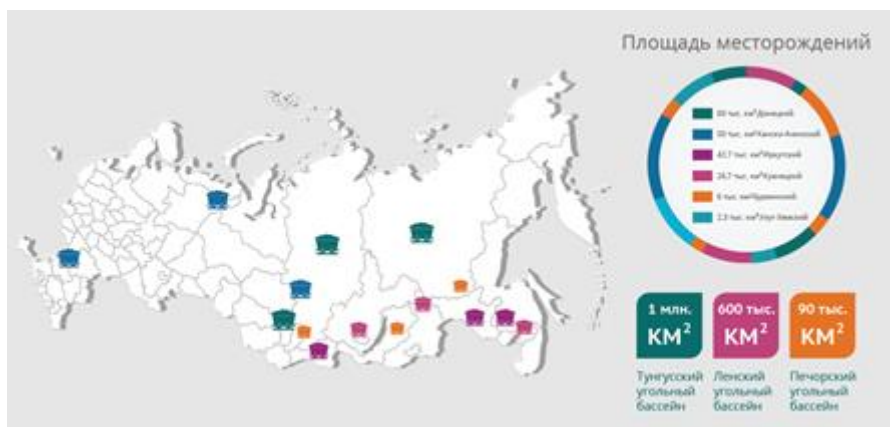 Площадь месторождений
60 тыс. км² Донецкий
50 тыс. км² Канско-Ачинский
42,7 тыс. км² Иркутский
26,7 тыс. км² Кузнецкий
6 тыс. км²
2,3 тыс. км² Улуг-Хемский
1 млн.
км²
600 тыс.
км²
90 тыс.
км²
Тунгусский
угольный
бассейн
Ленский
угольный
бассейн
Печорский
угольный
бассейн